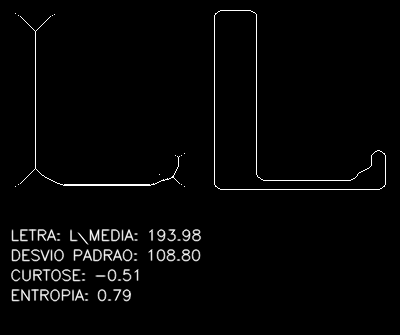 L
LETRA: L\MEDIA: 193.98
DESVIO PADRAO: 108.80
CURTOSE: -0.51
ENTROPIA: 0.79